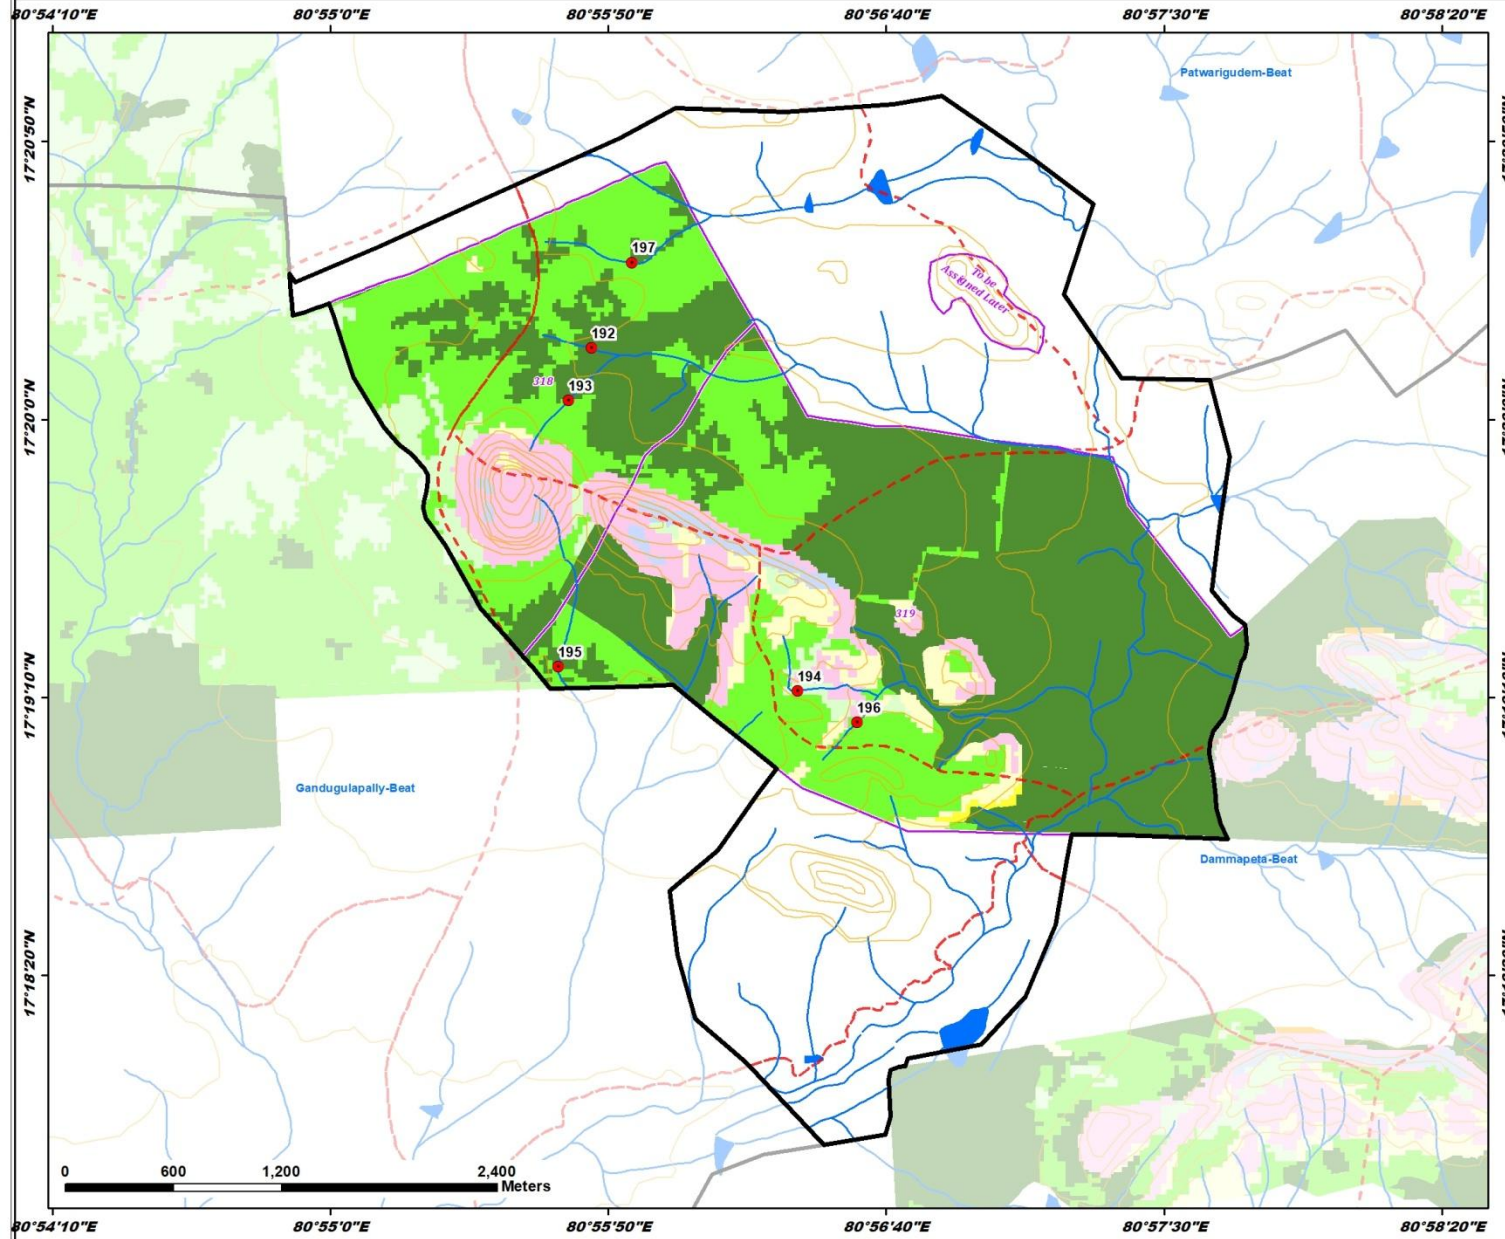 80°54'10"E 80°55'0"E 80°55'50"E 80°56'40"E 80°57'30"E 80°58'20"E
Patwarigudem-Beat
17°20'50"N
197
To be
Assigned Later
192
318
193
17°20'0"N
319
195
194
17°19'10"N
196
Gandugulapally-Beat
Dammapeta-Beat
17°18'20"N
0 600 1,200 2,400
Meters
80°54'10"E 80°55'0"E 80°55'50"E 80°56'40"E 80°57'30"E 80°58'20"E